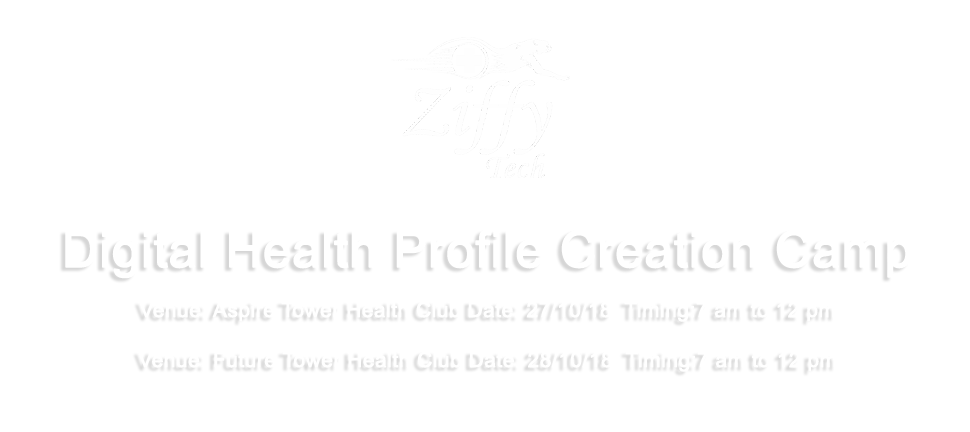 Ziffy
Tech
Digital Health Profile Creation Camp
Venue: Aspire Tower Health Club Date: 27/10/18 Timing:7 am to 12 pm
Venue: Future Tower Health Club Date: 28/10/18 Timing:7 am to 12 pm